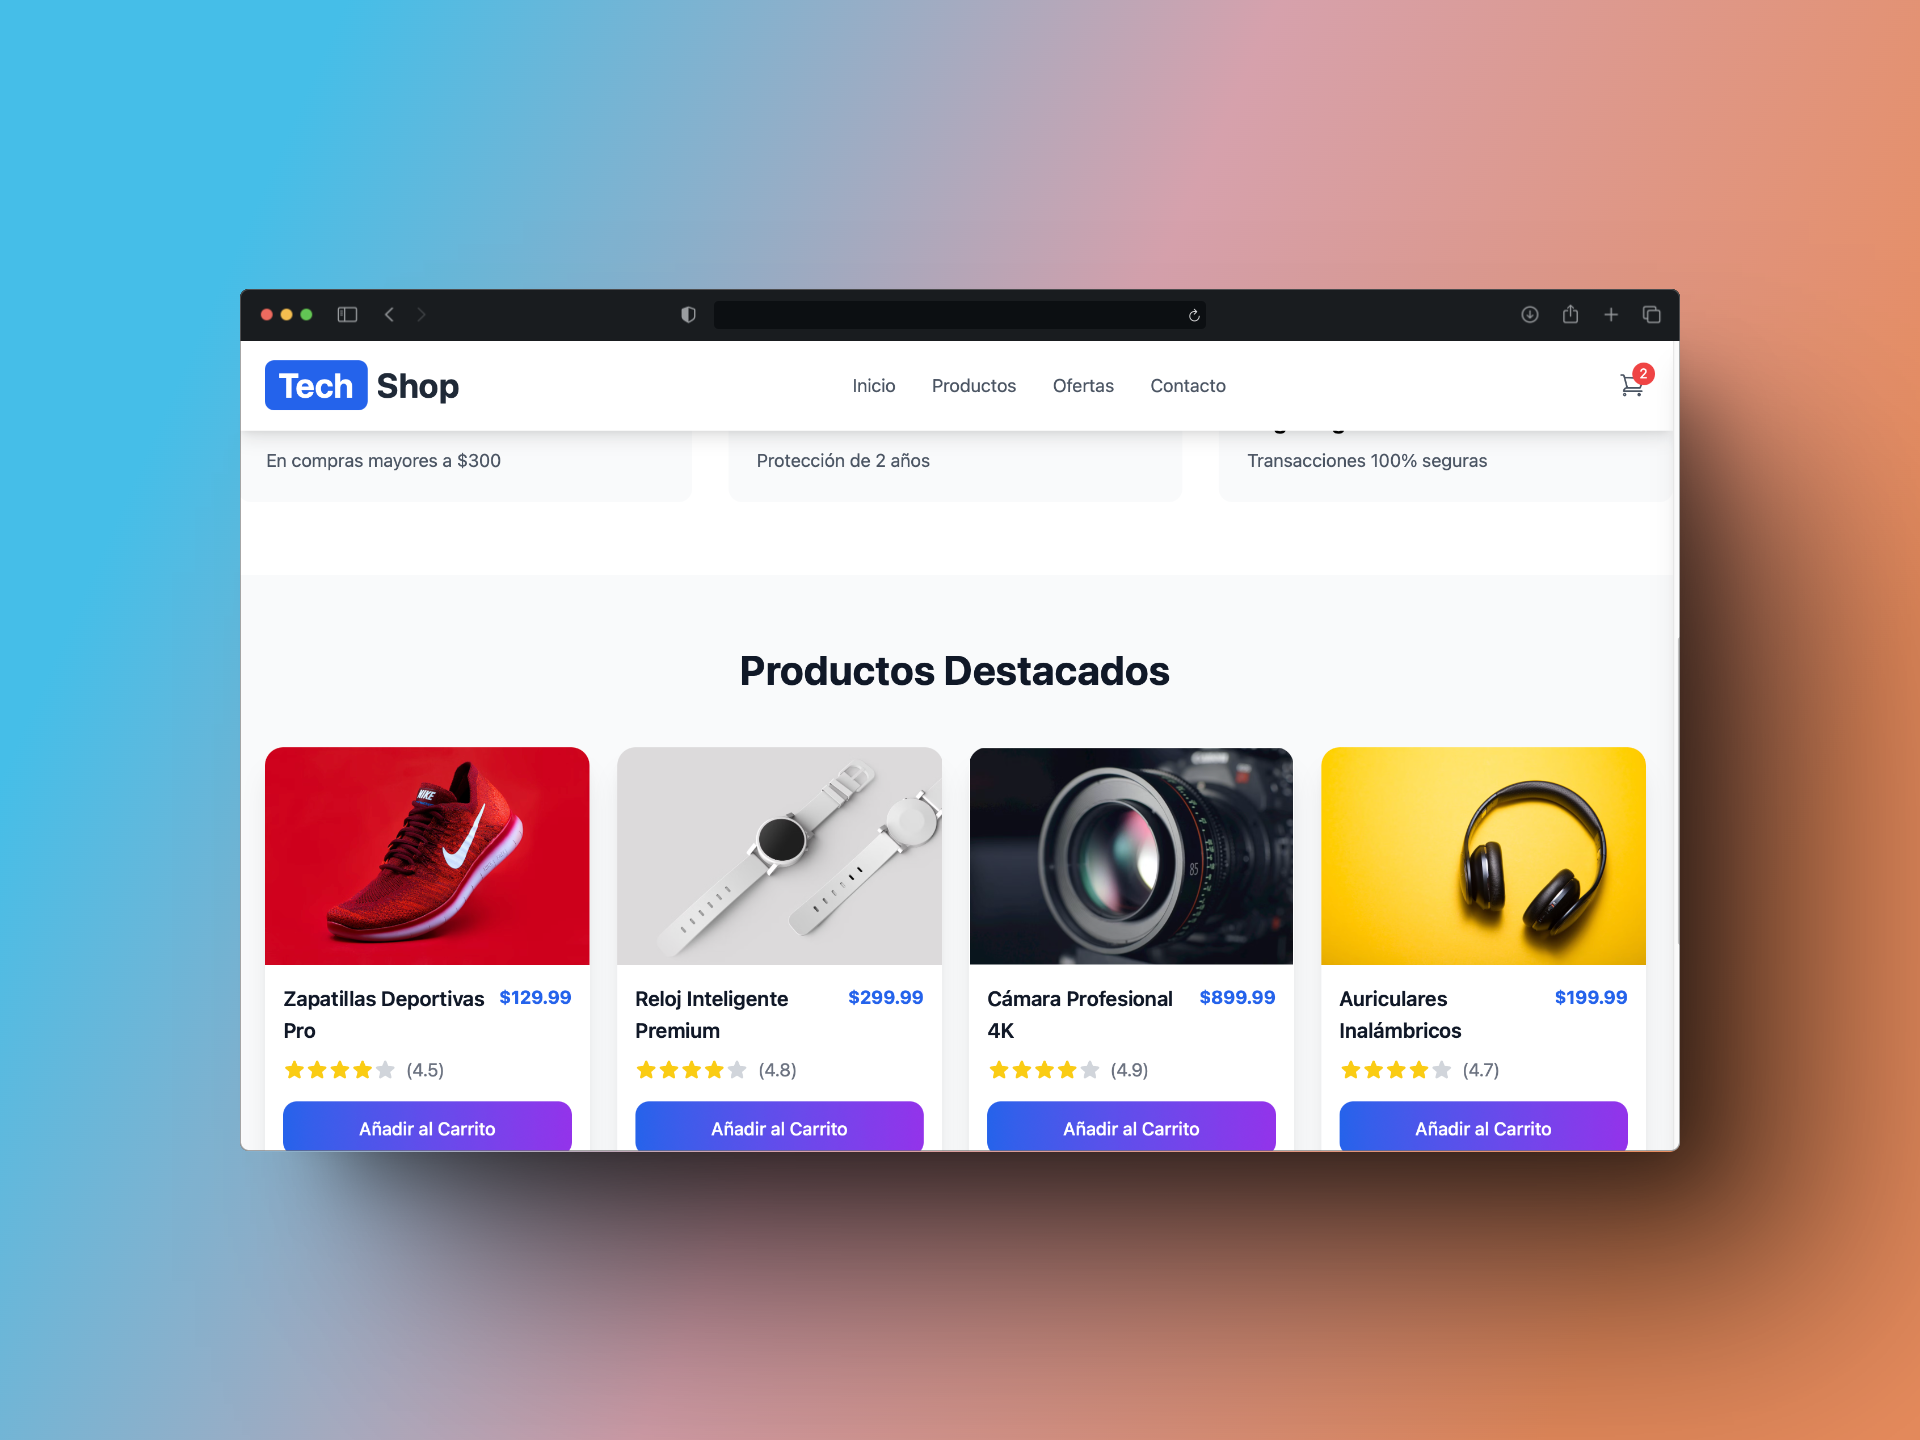 Tech Shop
Inicio Productos Ofertas Contacto
2
En compras mayores a $300
Protección de 2 años
Transacciones 100% seguras
Productos Destacados
NIKE
85
Zapatillas Deportivas Pro
$129.99
(4.5)
Añadir al Carrito
Reloj Inteligente Premium
$299.99
(4.8)
Añadir al Carrito
Cámara Profesional 4K
$899.99
(4.9)
Añadir al Carrito
Auriculares Inalámbricos
$199.99
(4.7)
Añadir al Carrito